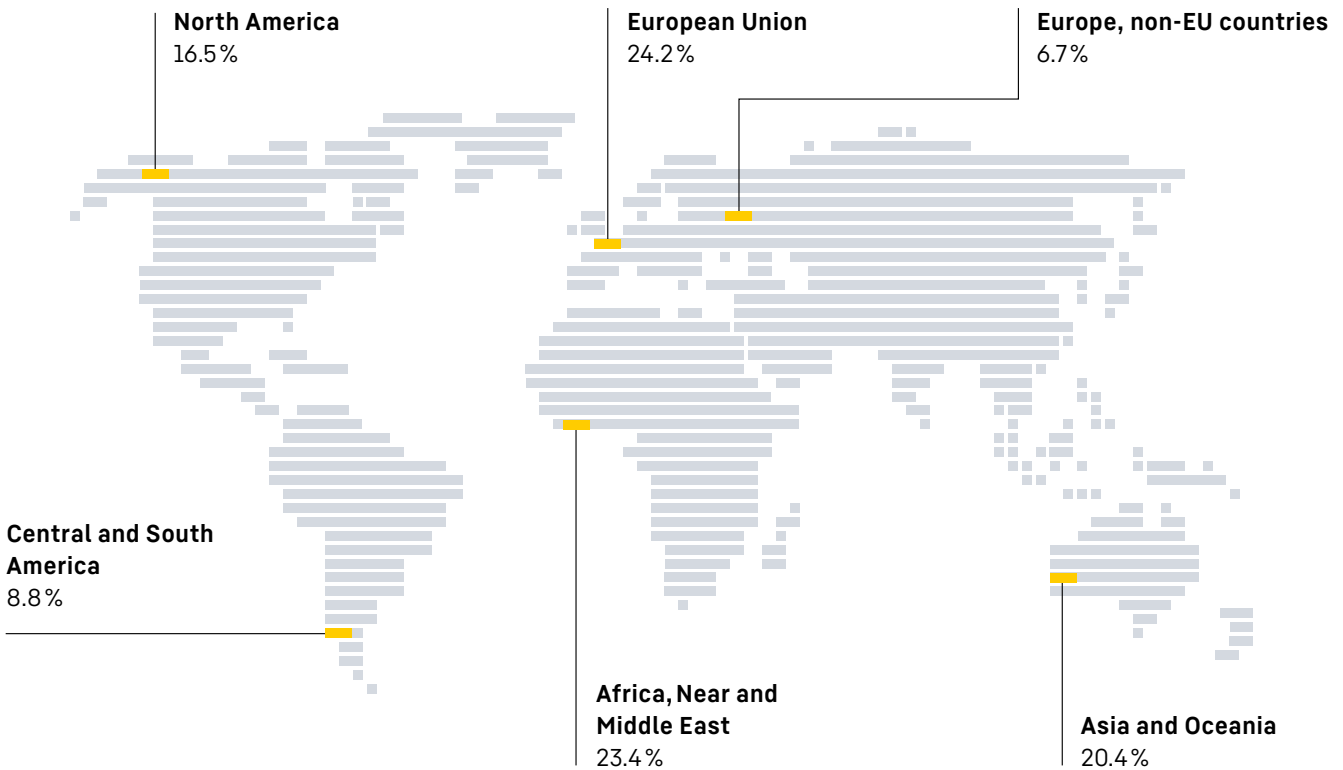 North America
16.5 %
European Union
24.2 %
Europe, non-EU countries
6.7 %
Central and South
America
8.8 %
Africa, Near and
Middle East
23.4 %
Asia and Oceania
20.4 %